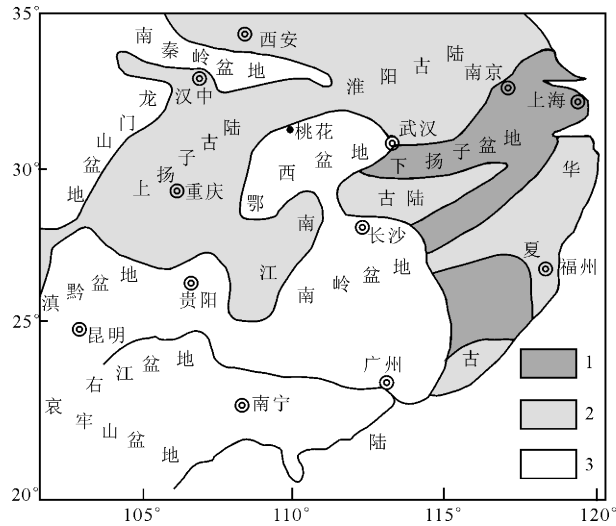 35°
南秦岭盆地
西安
汉中
淮阳古陆
南京
上海
龙门山盆地
上扬子古陆
桃花
武汉
下扬子盆地
30°
重庆
鄂西盆地
古陆
华夏古陆
江南
长沙
滇黔盆地
贵阳
南岭盆地
福州
25°
昆明
右江盆地
广州
哀牢山盆地
南宁
1
2
3
20°
105°
110°
115°
120°